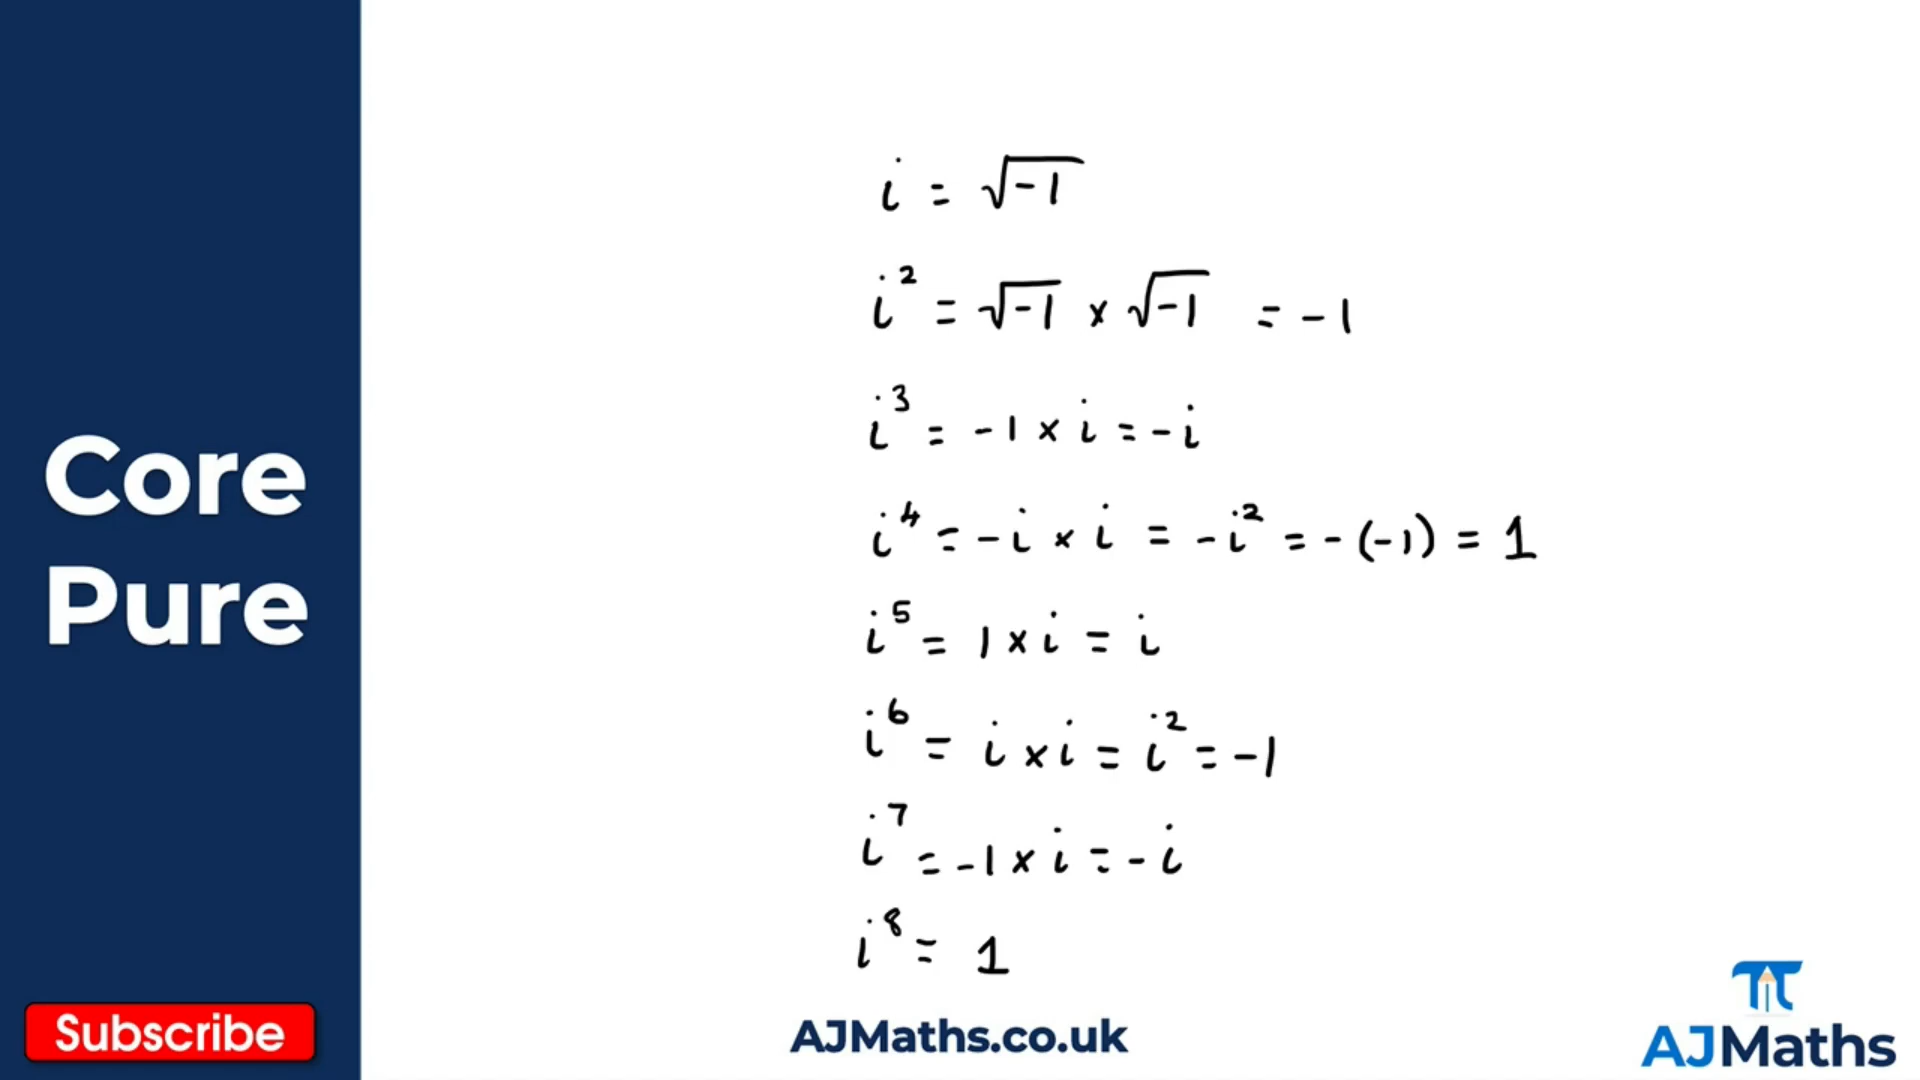 i = √-1
i² = √-1 × √-1 = -1
i³ = -1 × i = -i
i⁴ = -i × i = -i² = -(-1) = 1
i⁵ = 1 × i = i
i⁶ = i × i = i² = -1
i⁷ = -1 × i = -i
i⁸ = 1
Core
Pure
Subscribe
AJMaths.co.uk
AJMaths